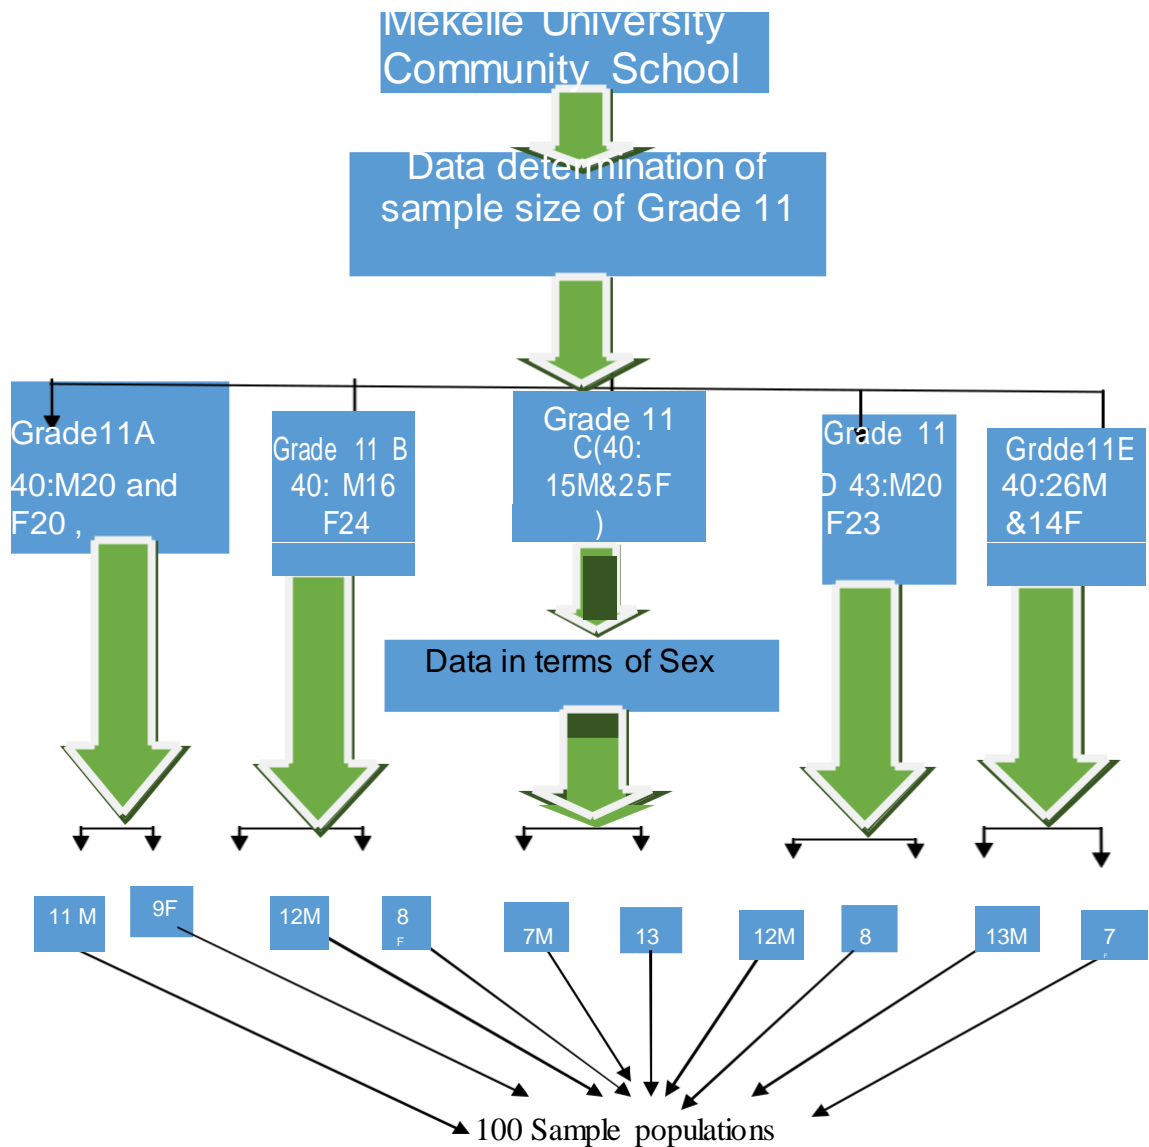 Mekelle University
Community School
Data determination of
sample size of Grade 11
Grade11A
40:M20 and
F20 ,
Grade 11 B
40: M16
F24
Grade 11
C(40:
15M&25F
)
Grade 11
D 43:M20
F23
Grdde11E
40:26M
&14F
Data in terms of Sex
11 M
9F
12M
8
F
7M
13
12M
8
13M
7
F
100 Sample populations